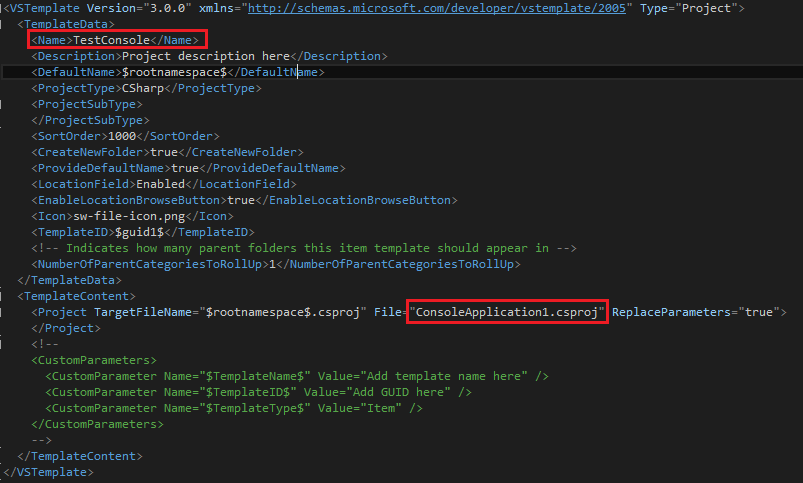 <VSTemplate Version="3.0.0" xmlns="http://schemas.microsoft.com/developer/vstemplate/2005" Type="Project">
<TemplateData>
<Name>TestConsole</Name>
<Description>Project description here</Description>
<DefaultName>$rootnamespace$</DefaultName>
<ProjectType>CSharp</ProjectType>
<ProjectSubType>
</ProjectSubType>
<SortOrder>1000</SortOrder>
<CreateNewFolder>true</CreateNewFolder>
<ProvideDefaultName>true</ProvideDefaultName>
<LocationField>Enabled</LocationField>
<EnableLocationBrowseButton>true</EnableLocationBrowseButton>
<Icon>sw-file-icon.png</Icon>
<TemplateID>$guid1$</TemplateID>
<!-- Indicates how many parent folders this item template should appear in -->
<NumberOfParentCategoriesToRollUp>1</NumberOfParentCategoriesToRollUp>
</TemplateData>
<TemplateContent>
<Project TargetFileName="$rootnamespace$.csproj" File="ConsoleApplication1.csproj" ReplaceParameters="true">
</Project>
<!--
<CustomParameters>
<CustomParameter Name="$TemplateName$" Value="Add template name here" />
<CustomParameter Name="$TemplateID$" Value="Add GUID here" />
<CustomParameter Name="$TemplateType$" Value="Item" />
</CustomParameters>
-->
</TemplateContent>
</VSTemplate>